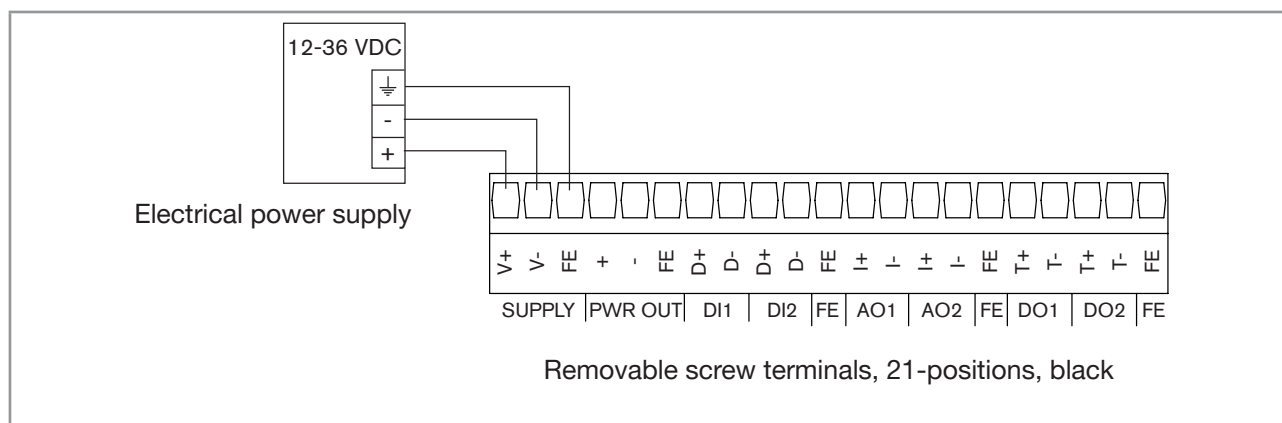 12-36 VDC
⏚
-
+
Electrical power supply
V+ V- FE + - FE D+ D- D+ D- FE I+ I- I+ I- FE T+ T- T+ T- FE
SUPPLY PWR OUT DI1 DI2 FE AO1 AO2 FE DO1 DO2 FE
Removable screw terminals, 21-positions, black